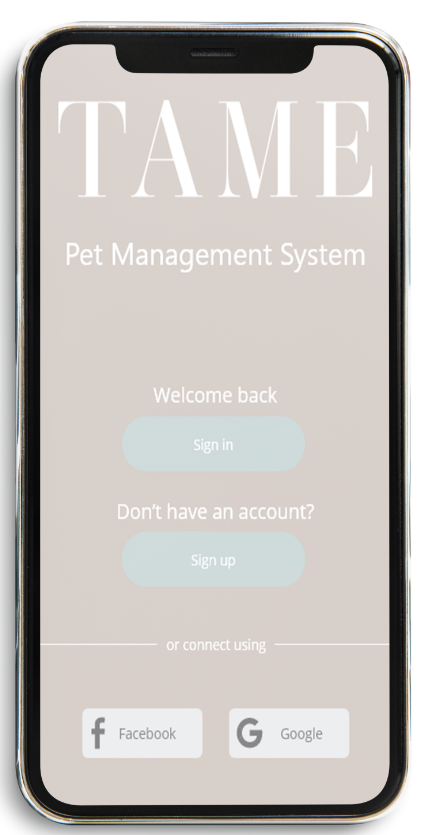 TAME
Pet Management System
Welcome back
Sign in
Don't have an account?
Sign up
or connect using
Facebook
Google